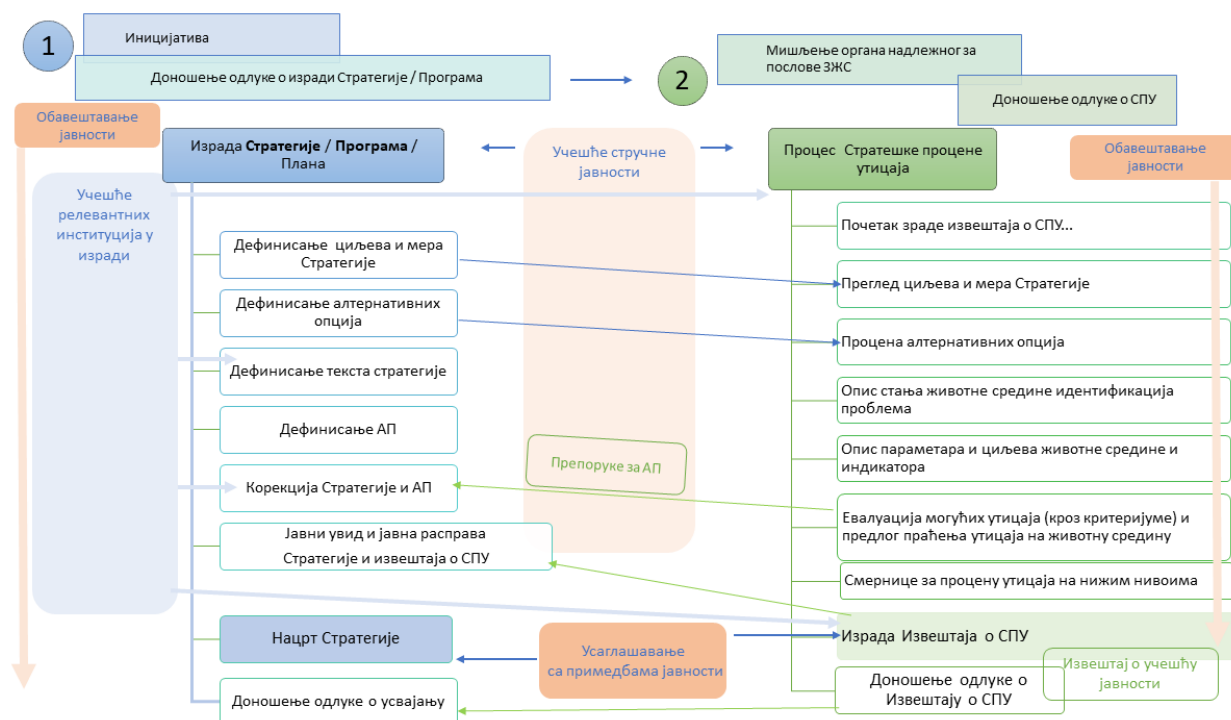 1
Иницијатива
Доношење одлуке о изради Стратегије / Програма
2
Мишљење органа надлежног за
послове ЗЖС
Доношење одлуке о СПУ
Обавештавање
јавности
Израда Стратегије / Програма /
Плана
Учешће стручне
јавности
Процес Стратешке процене
утицаја
Обавештавање
јавности
Учешће
релевантних
институција у
изради
Дефинисање циљева и мера
Стратегије
Дефинисање алтернативних
опција
Дефинисање текста стратегије
Дефинисање АП
Корекција Стратегије и АП
Јавни увид и јавна расправа
Стратегије и извештаја о СПУ
Нацрт Стратегије
Доношење одлуке о усвајању
Препоруке за АП
Усаглашавање
са примедбама јавности
Почетак зраде извештаја о СПУ...
Преглед циљева и мера Стратегије
Процена алтернативних опција
Опис стања животне средине идентификација
проблема
Опис параметара и циљева животне средине и
индикатора
Евалуација могућих утицаја (кроз критеријуме) и
предлог праћења утицаја на животну средину
Смернице за процену утицаја на нижим нивоима
Израда Извештаја о СПУ
Извештај о учешћу
јавности
Доношење одлуке о
Извештају о СПУ